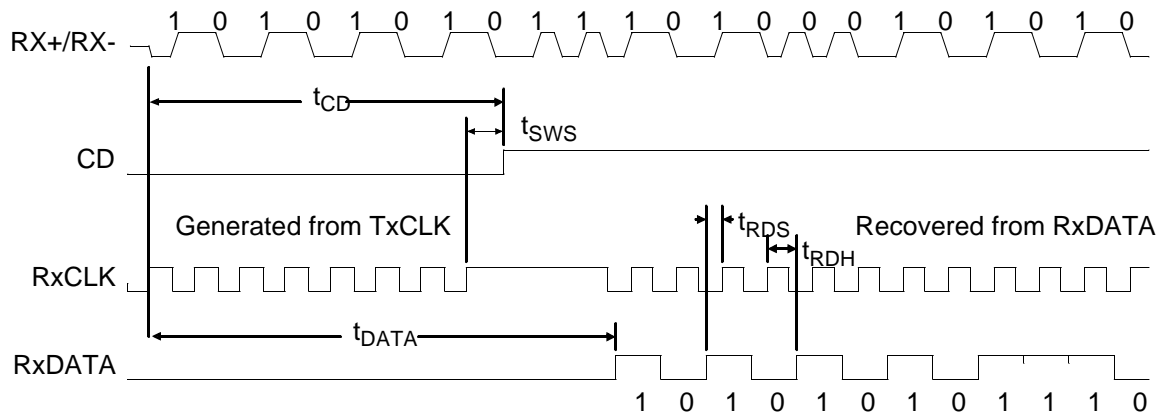 1 0 1 0 1 0 1 0 1 1 1 0 1 0 0 1 0 1 0 1 0
RX+/RX-
tCD
tSWS
CD
Generated from TxCLK
tRDS
Recovered from RxDATA
tRDH
RxCLK
tDATA
RxDATA
1 0 1 0 1 0 1 0 1 1 1 0